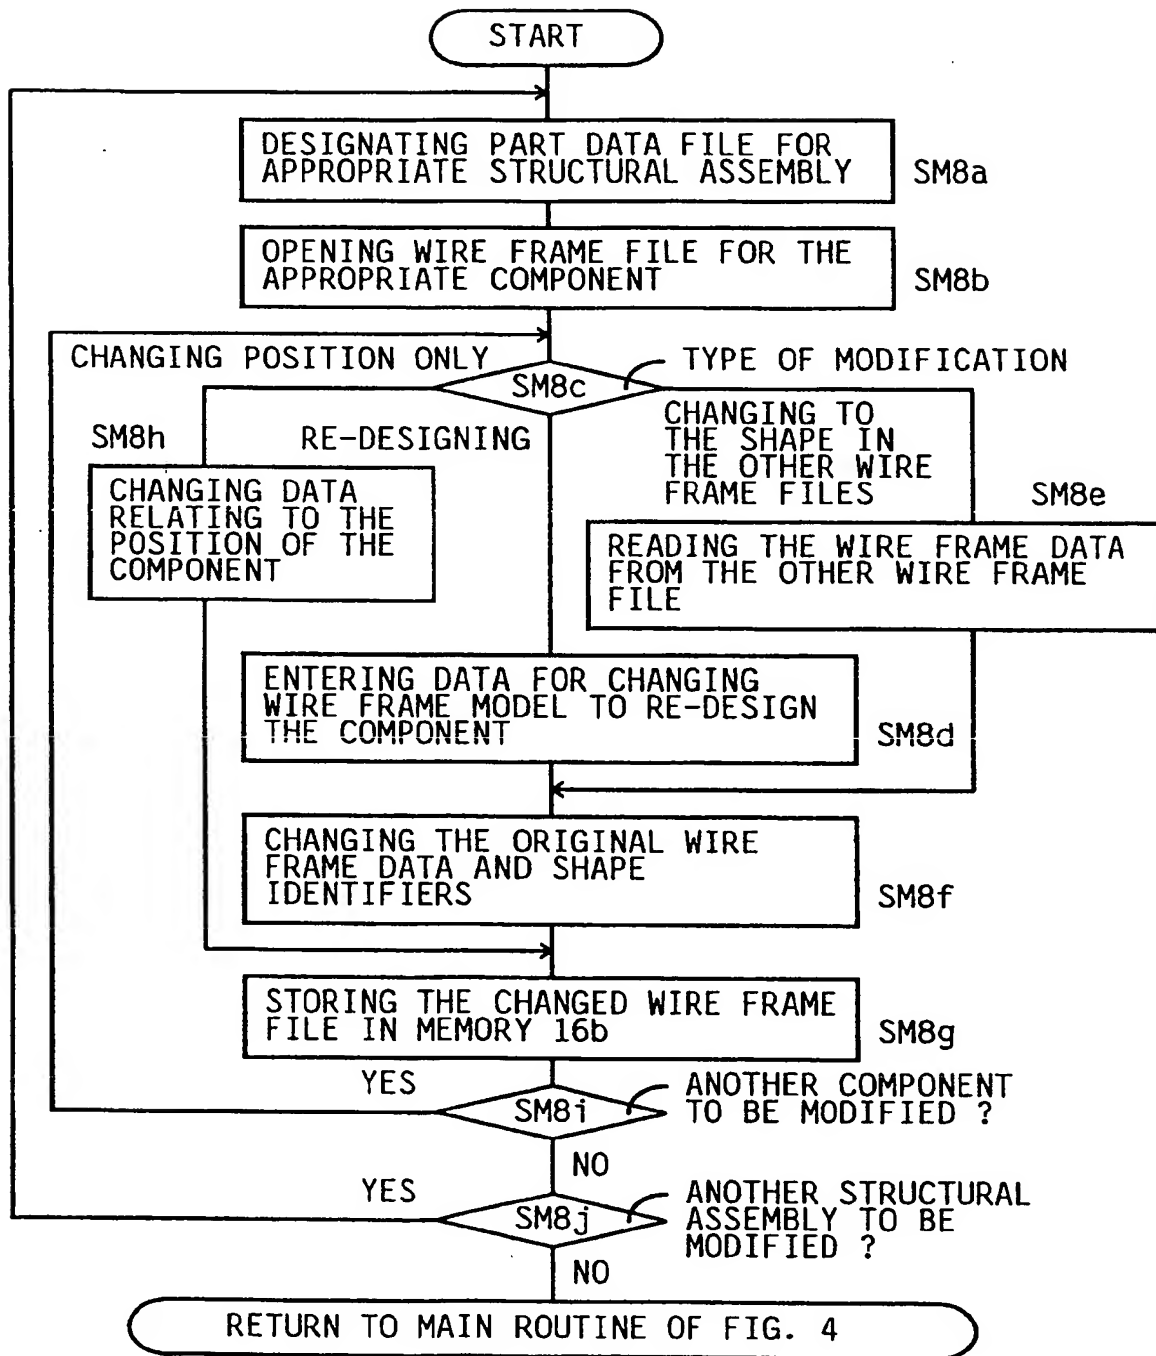 START
DESIGNATING PART DATA FILE FOR
APPROPRIATE STRUCTURAL ASSEMBLY
SM8a
OPENING WIRE FRAME FILE FOR THE
APPROPRIATE COMPONENT
SM8b
CHANGING POSITION ONLY
TYPE OF MODIFICATION
SM8c
SM8h
RE-DESIGNING
CHANGING TO
THE SHAPE IN
THE OTHER WIRE
FRAME FILES
SM8e
CHANGING DATA
RELATING TO THE
POSITION OF THE
COMPONENT
READING THE WIRE FRAME DATA
FROM THE OTHER WIRE FRAME
FILE
ENTERING DATA FOR CHANGING
WIRE FRAME MODEL TO RE-DESIGN
THE COMPONENT
SM8d
CHANGING THE ORIGINAL WIRE
FRAME DATA AND SHAPE
IDENTIFIERS
SM8f
STORING THE CHANGED WIRE FRAME
FILE IN MEMORY 16b
SM8g
YES
SM8i
ANOTHER COMPONENT
TO BE MODIFIED ?
NO
YES
SM8j
ANOTHER STRUCTURAL
ASSEMBLY TO BE
MODIFIED ?
NO
RETURN TO MAIN ROUTINE OF FIG. 4